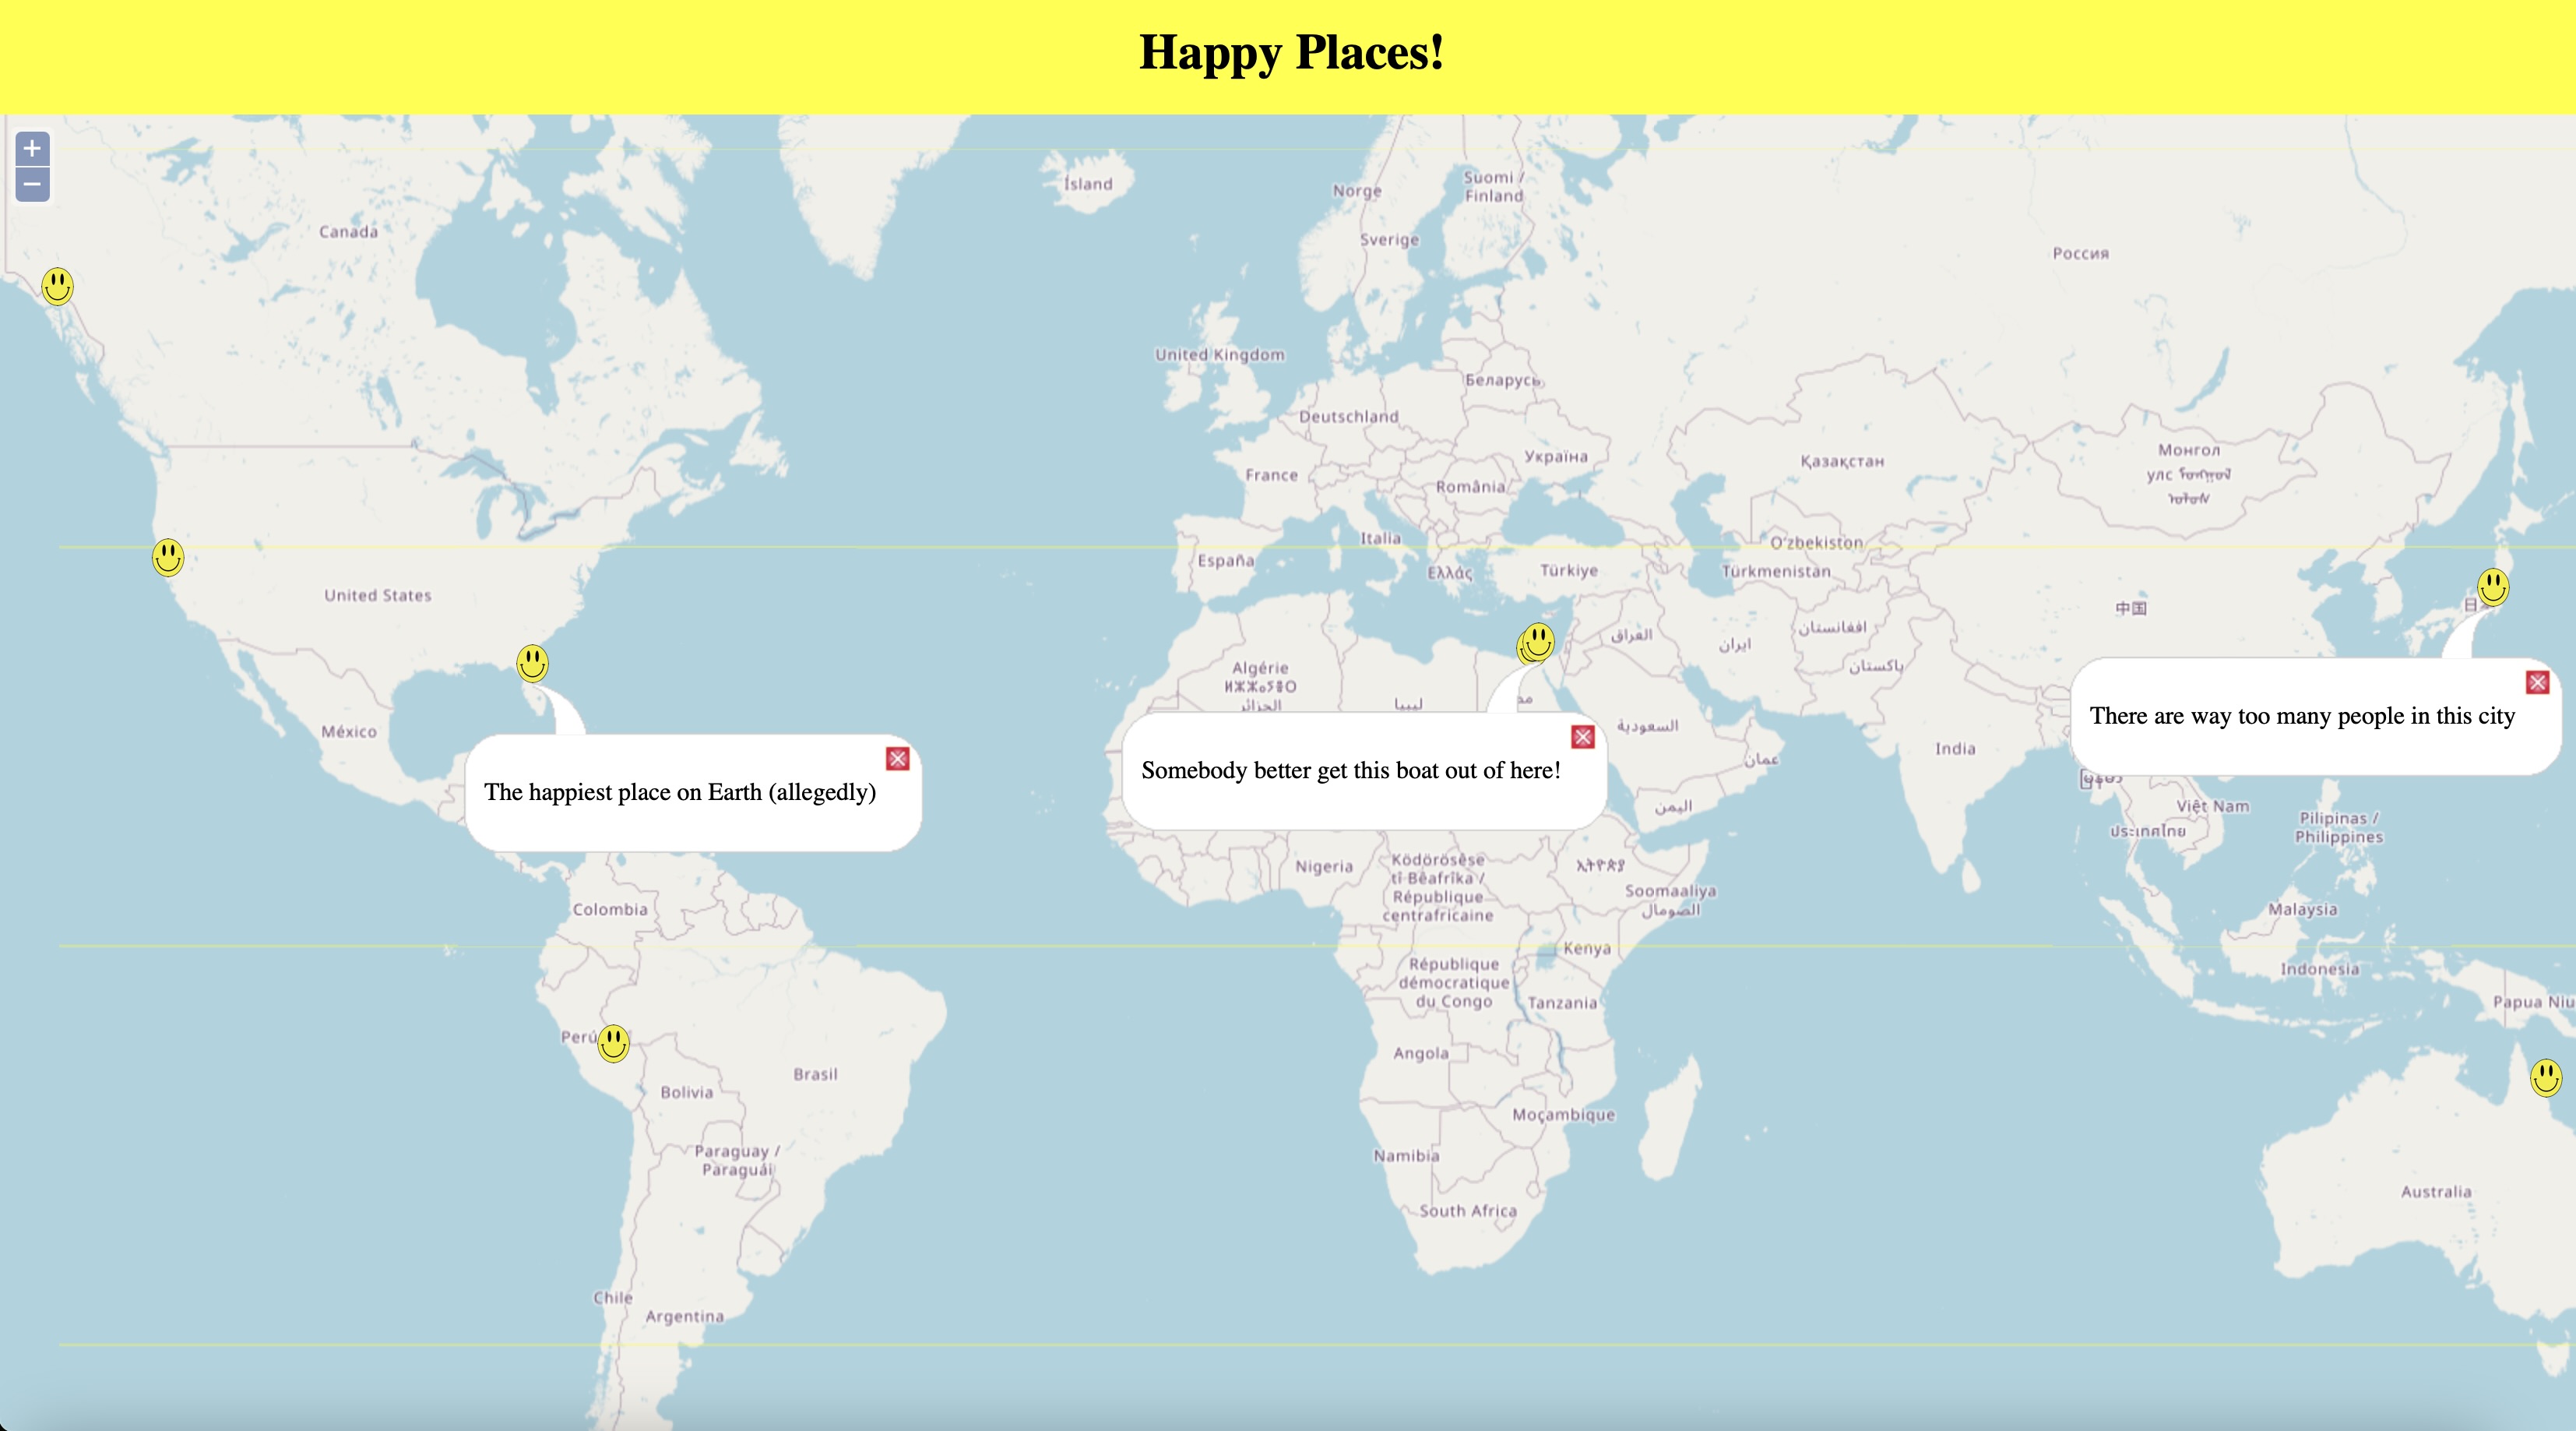 Happy Places!
+
−
Ísland
Norge
Suomi /
Finland
Sverige
Canada
Россия
United Kingdom
Беларусь
Deutschland
Україна
Қазақстан
Монгол
улс
France
România
Italia
España
Ελλάς
Türkiye
O'zbekiston
Türkmenistan
United States
中国
日
افغانستان
العراق
ایران
پاکستان
Algérie
ⵍⵣⵣⴰⵢⴻⵔ
الجزائر
ليبيا
السعودية
عمان
India
México
There are way too many people in this city
Somebody better get this boat out of here!
The happiest place on Earth (allegedly)
اليمن
Việt Nam
ประเทศไทย
Pilipinas /
Philippines
Nigeria
Ködörösêse
tî Bêafrîka /
République
centrafricaine
ኢትዮጵያ
Soomaaliya
الصومال
Colombia
Malaysia
Kenya
Indonesia
République
démocratique
du Congo
Tanzania
Papua Niu
Perú
Angola
Brasil
Bolivia
Moçambique
Paraguay /
Paraguái
Namibia
Australia
South Africa
Chile
Argentina